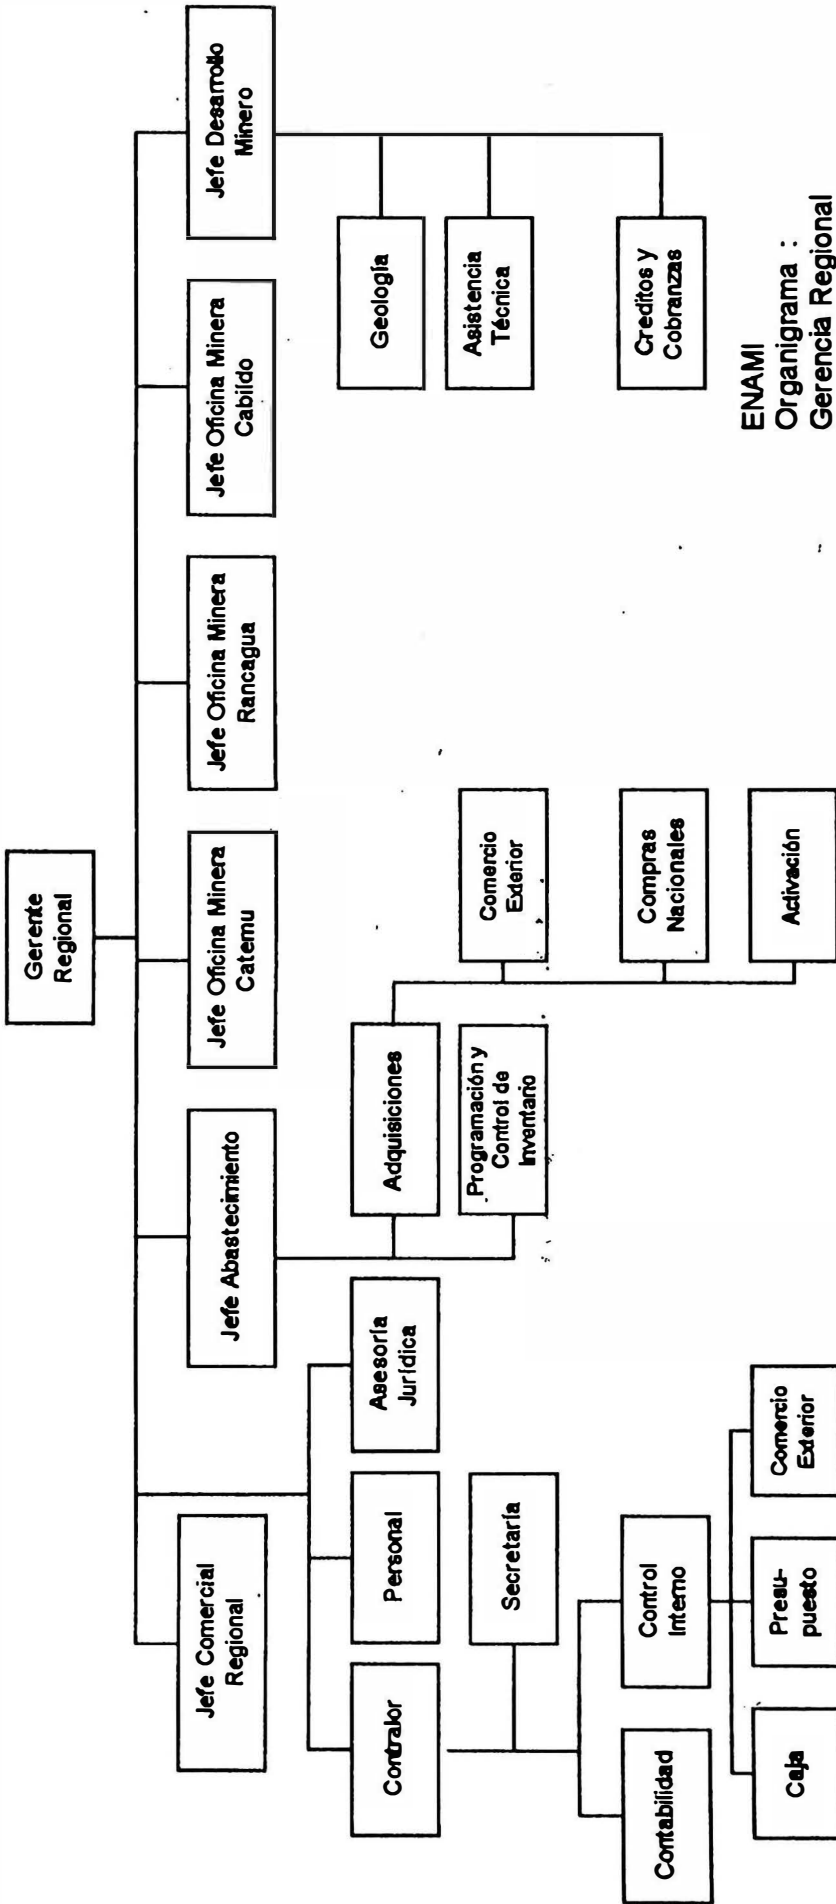 Gerente
Regional
Jefe Comercial
Regional
Jefe Abastecimiento
Jefe Oficina Minera
Catemu
Jefe Oficina Minera
Rancagua
Jefe Oficina Minera
Cabildo
Jefe Desarrollo
Minero
Contralor
Personal
Asesoría
Jurídica
Adquisiciones
Geología
Secretaría
Programación y
Control de
Inventario
Comercio
Exterior
Asistencia
Técnica
Contabilidad
Control
Interno
Compras
Nacionales
Creditos y
Cobranzas
Caja
Presu-
puesto
Comercio
Exterior
Activación
ENAMI
Organigrama :
Gerencia Regional